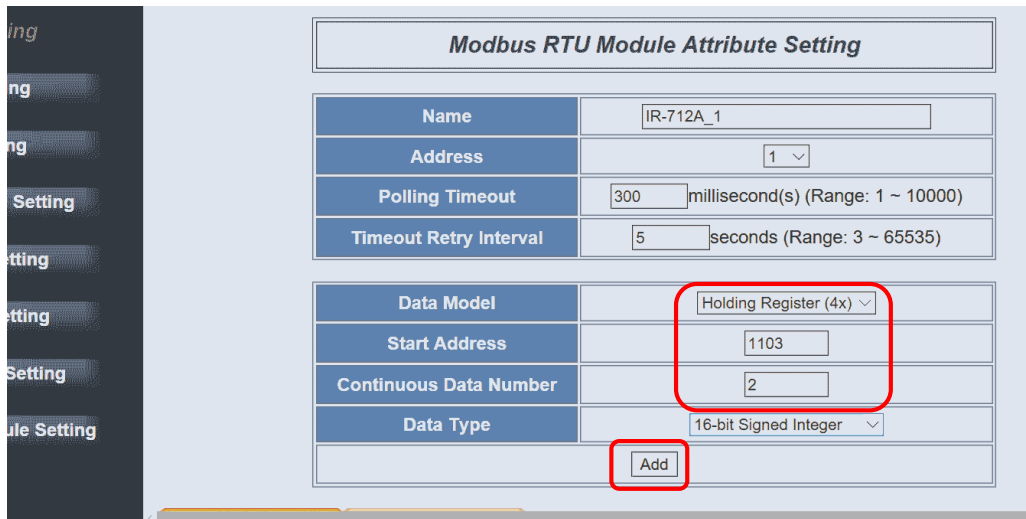 ing
Modbus RTU Module Attribute Setting
ng
Name IR-712A_1
ng
Address 1
Setting
Polling Timeout 300 millisecond(s) (Range: 1 ~ 10000)
Timeout Retry Interval 5 seconds (Range: 3 ~ 65535)
tting
Data Model Holding Register (4x)
etting
Start Address 1103
Setting
Continuous Data Number 2
ule Setting
Data Type 16-bit Signed Integer
Add